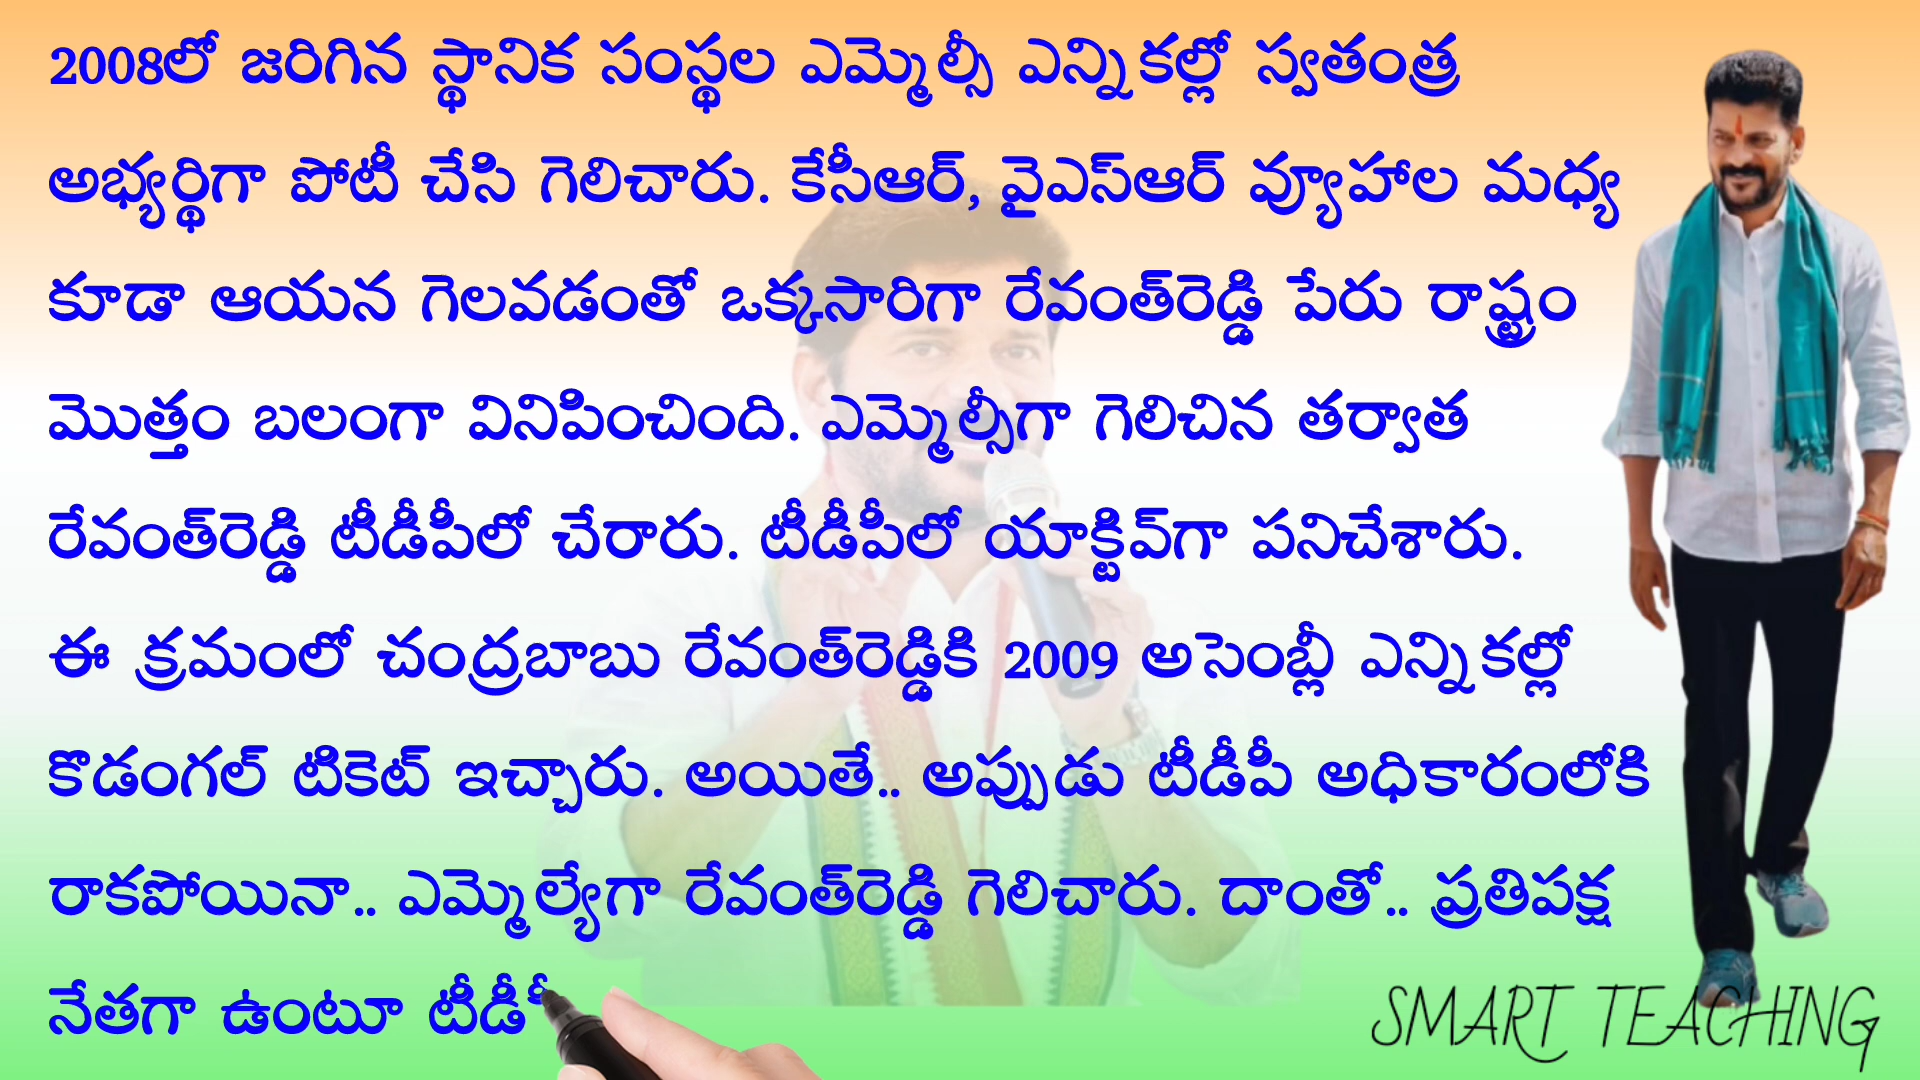 2008లో జరిగిన స్థానిక సంస్థల ఎమ్మెల్సీ ఎన్నికల్లో స్వతంత్ర
అభ్యర్థిగా పోటీ చేసి గెలిచారు. కేసీఆర్, వైఎస్ఆర్ వ్యూహాల మధ్య
కూడా ఆయన గెలవడంతో ఒక్కసారిగా రేవంత్‌రెడ్డి పేరు రాష్ట్రం
మొత్తం బలంగా వినిపించింది. ఎమ్మెల్సీగా గెలిచిన తర్వాత
రేవంత్‌రెడ్డి టీడీపీలో చేరారు. టీడీపీలో యాక్టివ్‌గా పనిచేశారు.
ఈ క్రమంలో చంద్రబాబు రేవంత్‌రెడ్డికి 2009 అసెంబ్లీ ఎన్నికల్లో
కొడంగల్ టికెట్ ఇచ్చారు. అయితే.. అప్పుడు టీడీపీ అధికారంలోకి
రాకపోయినా.. ఎమ్మెల్యేగా రేవంత్‌రెడ్డి గెలిచారు. దాంతో.. ప్రతిపక్ష
నేతగా ఉంటూ
SMART TEACHING